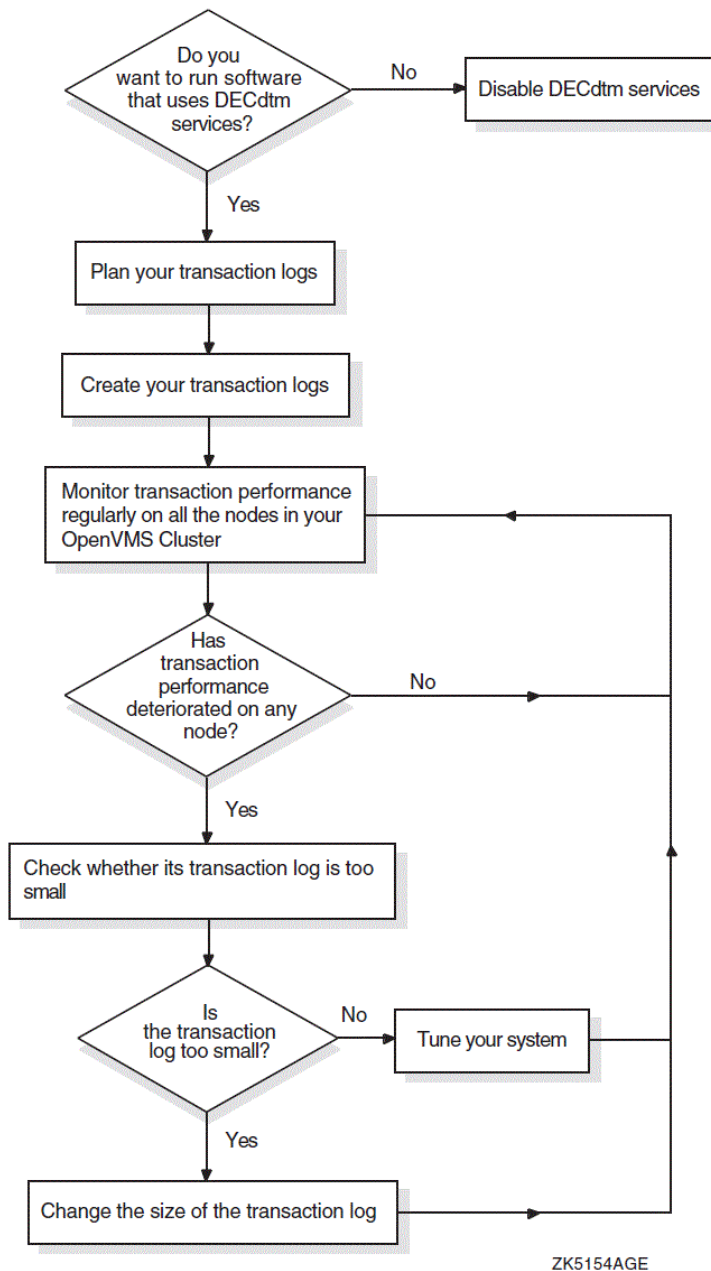 Do you
want to run software
that uses DECdtm
services?
No
Disable DECdtm services
Yes
Plan your transaction logs
Create your transaction logs
Monitor transaction performance
regularly on all the nodes in your
OpenVMS Cluster
Has
transaction
performance
deteriorated on any
node?
No
Yes
Check whether its transaction log is too
small
Is
the transaction
log too small?
No
Tune your system
Yes
Change the size of the transaction log
ZK5154AGE